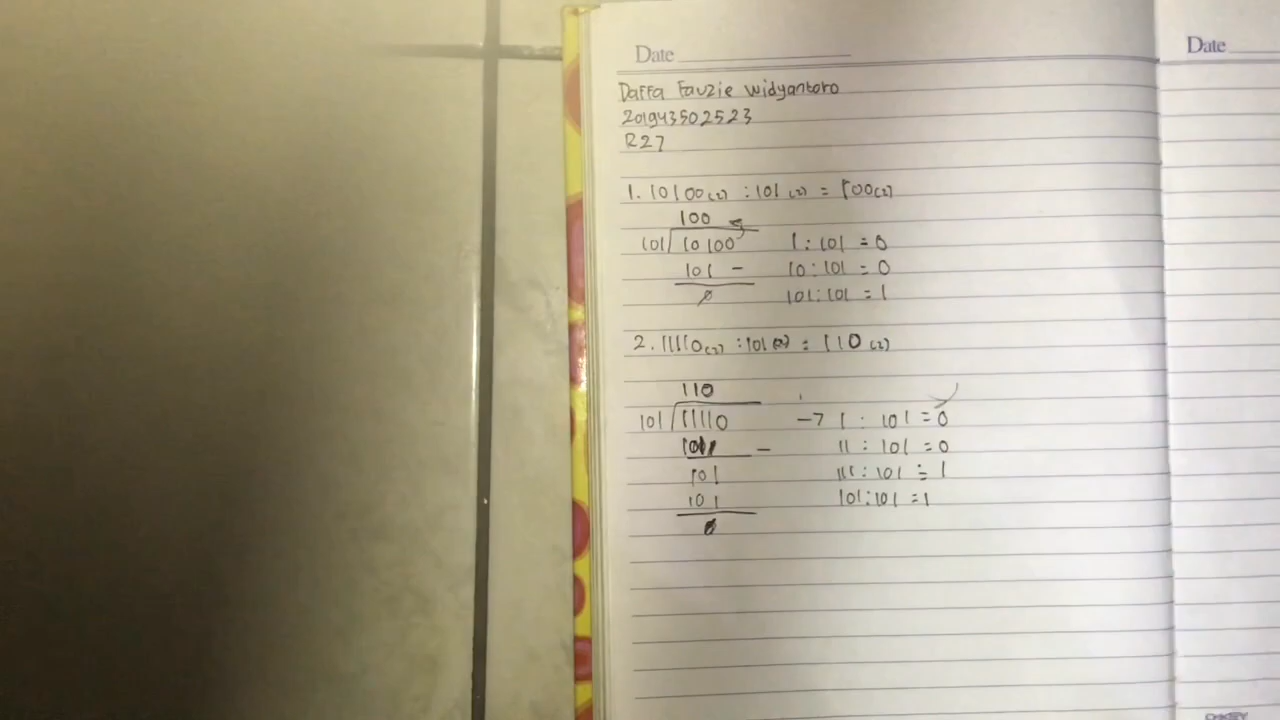 Date
Date
Daffa Fauzie Widyantoro
201943502523
R27
1. 10100(2) : 101(2) = 100(2)
100
101 10100 1 : 101 = 0
101 - 10 : 101 = 0
0 101 : 101 = 1
2. 11110(2) : 101(2) = 110(2)
110
101 11110 -7 1 : 101 = 0
101 - 11 : 101 = 0
101 111 : 101 = 1
101 101 : 101 = 1
0